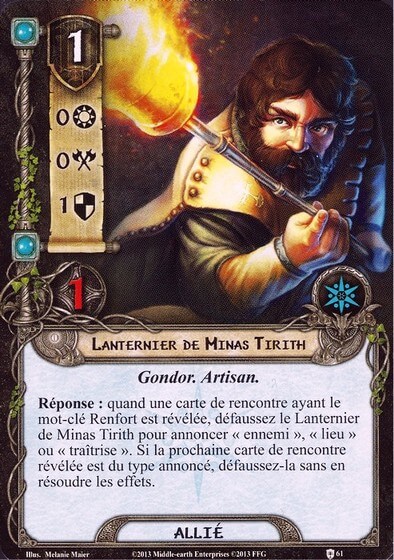 1
0
0
1
1
Lanternier de Minas Tirith
Gondor. Artisan.
Réponse : quand une carte de rencontre ayant le
mot-clé Renfort est révélée, défaussez le Lanternier
de Minas Tirith pour annoncer « ennemi », « lieu »
ou « traîtrise ». Si la prochaine carte de rencontre
révélée est du type annoncé, défaussez-la sans en
résoudre les effets.
ALLIÉ
Illus. Melanie Maier ©2013 Middle-earth Enterprises ©2013 FFG 61